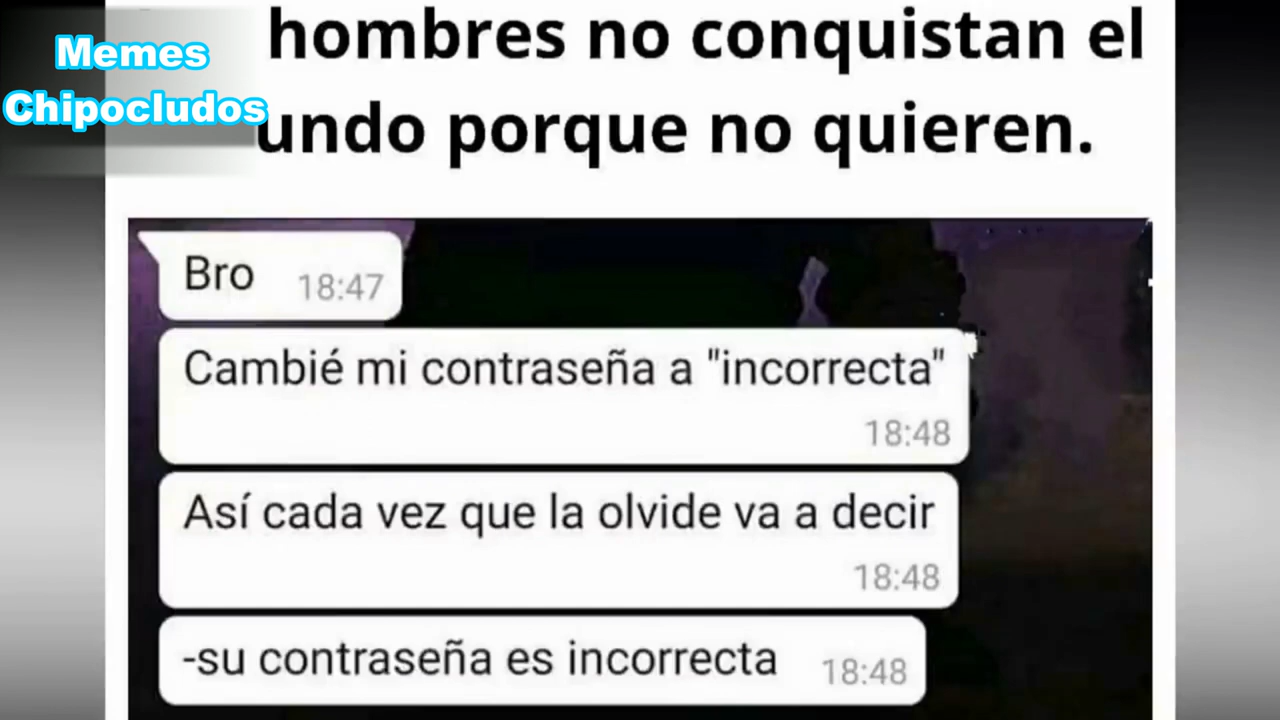 Memes
Chipocludos
hombres no conquistan el
undo porque no quieren.
Bro 18:47
Cambié mi contraseña a "incorrecta"
18:48
Así cada vez que la olvide va a decir
18:48
-su contraseña es incorrecta 18:48